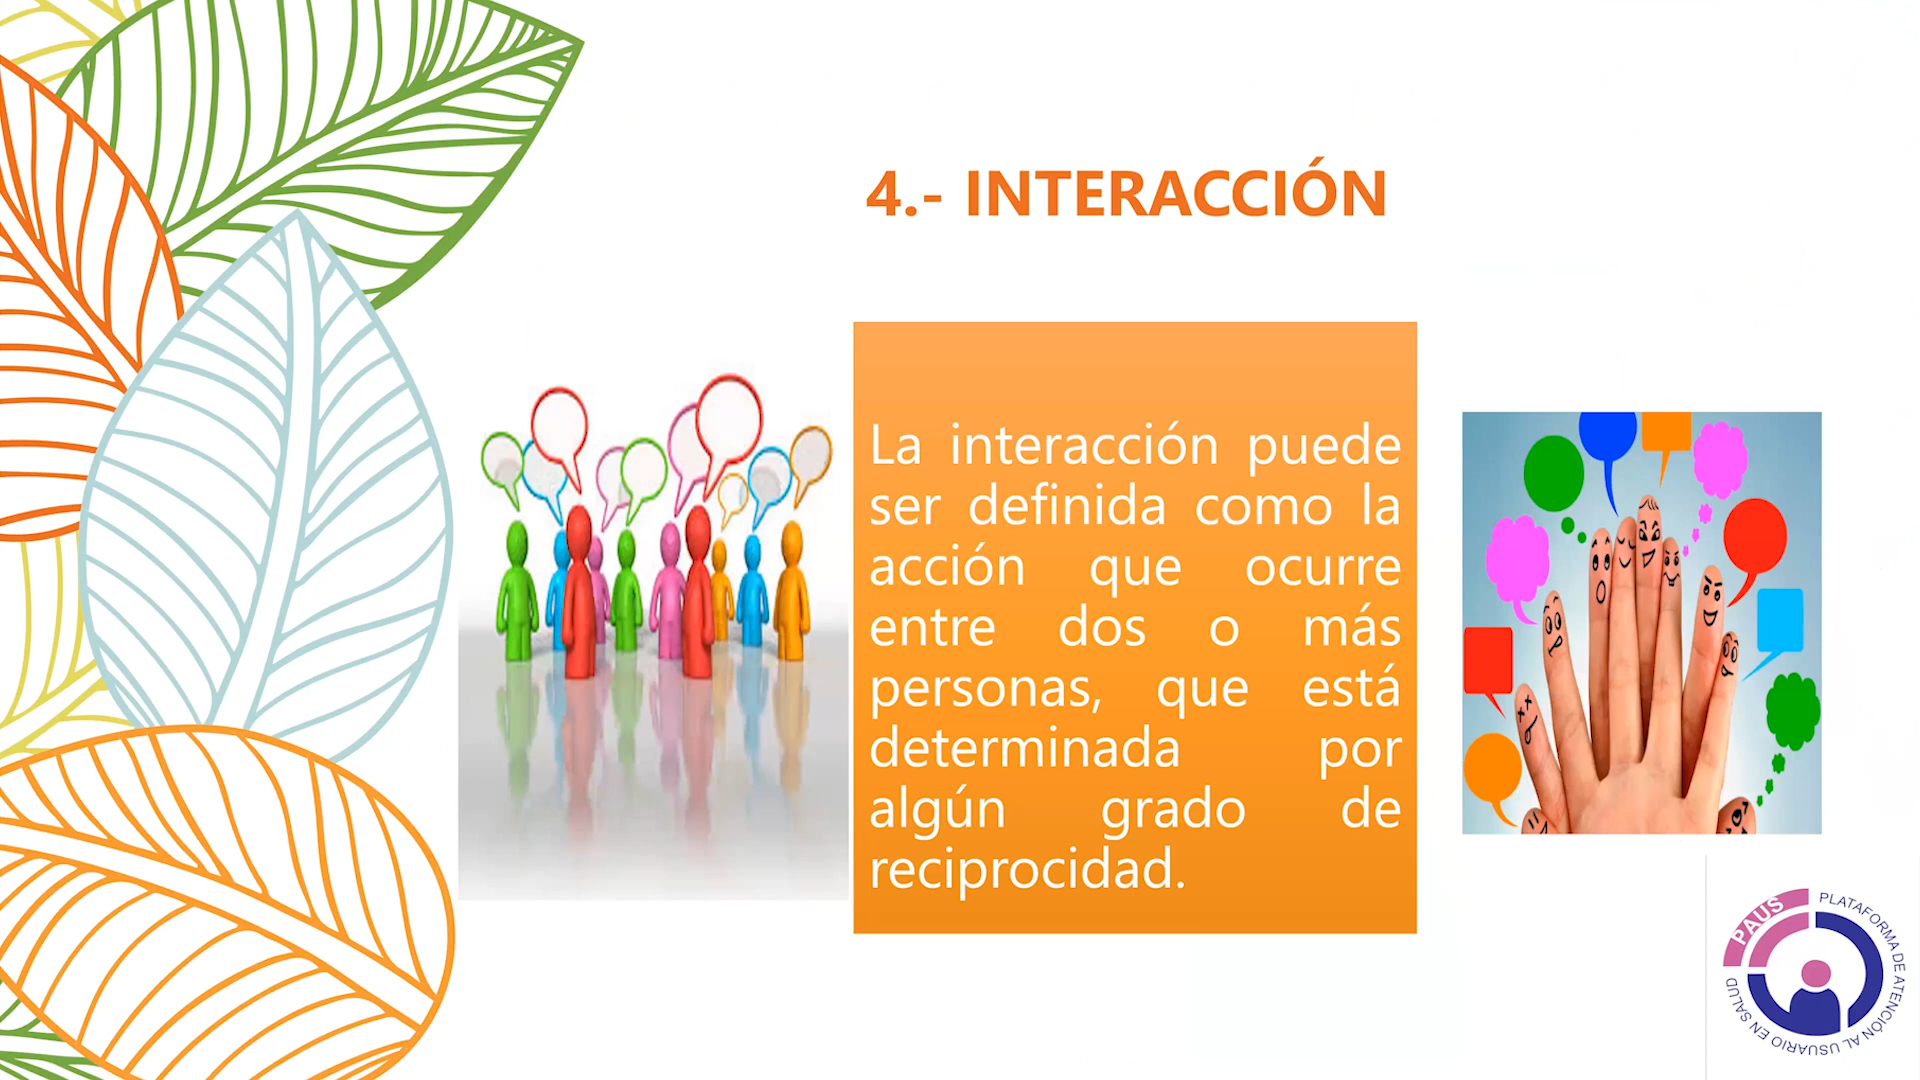 4.- INTERACCIÓN
La interacción puede
ser definida como la
acción que ocurre
entre dos o más
personas, que está
determinada por
algún grado de
reciprocidad.
PAUS
PLATAFORMA DE ATENCIÓN AL USUARIO EN SALUD